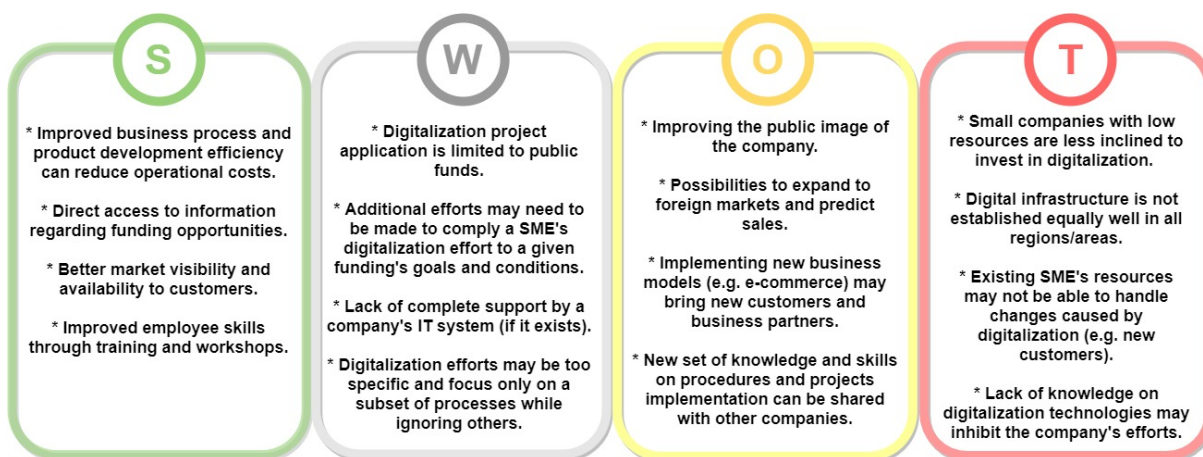 S
* Improved business process and
product development efficiency
can reduce operational costs.
* Direct access to information
regarding funding opportunities.
* Better market visibility and
availability to customers.
* Improved employee skills
through training and workshops.
W
* Digitalization project
application is limited to public
funds.
* Additional efforts may need to
be made to comply a SME's
digitalization effort to a given
funding's goals and conditions.
* Lack of complete support by a
company's IT system (if it exists).
* Digitalization efforts may be too
specific and focus only on a
subset of processes while
ignoring others.
O
* Improving the public image of
the company.
* Possibilities to expand to
foreign markets and predict
sales.
* Implementing new business
models (e.g. e-commerce) may
bring new customers and
business partners.
* New set of knowledge and skills
on procedures and projects
implementation can be shared
with other companies.
T
* Small companies with low
resources are less inclined to
invest in digitalization.
* Digital infrastructure is not
established equally well in all
regions/areas.
* Existing SME's resources
may not be able to handle
changes caused by
digitalization (e.g. new
customers).
* Lack of knowledge on
digitalization technologies may
inhibit the company's efforts.